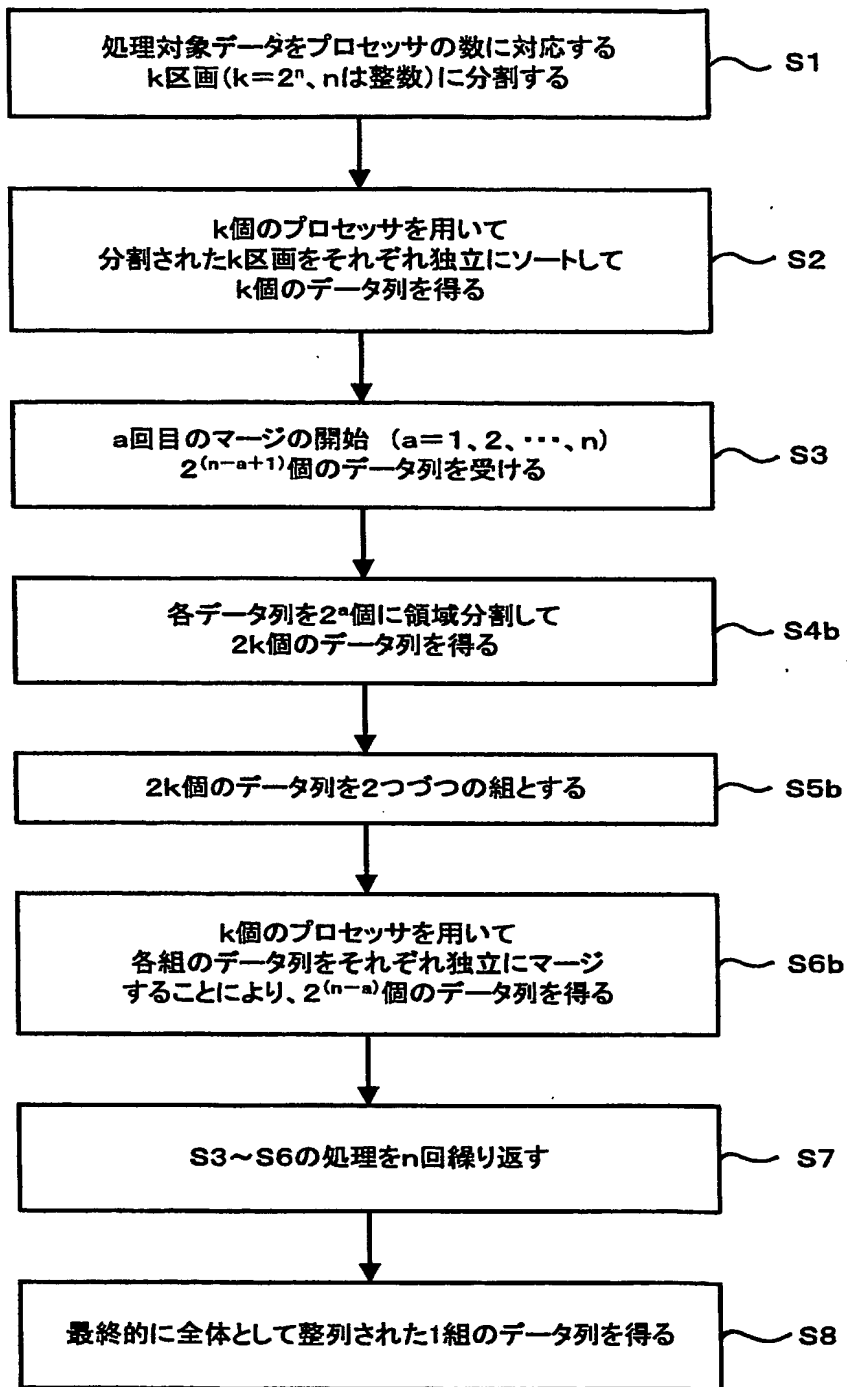 処理対象データをプロセッサの数に対応する
k区画(k=2ⁿ、nは整数)に分割する
S1
k個のプロセッサを用いて
分割されたk区画をそれぞれ独立にソートして
k個のデータ列を得る
S2
a回目のマージの開始 (a=1、2、・・・、n)
2⁽ⁿ⁻ᵃ⁺¹⁾個のデータ列を受ける
S3
各データ列を2ᵃ個に領域分割して
2k個のデータ列を得る
S4b
2k個のデータ列を2つづつの組とする
S5b
k個のプロセッサを用いて
各組のデータ列をそれぞれ独立にマージ
することにより、2⁽ⁿ⁻ᵃ⁾個のデータ列を得る
S6b
S3～S6の処理をn回繰り返す
S7
最終的に全体として整列された1組のデータ列を得る
S8